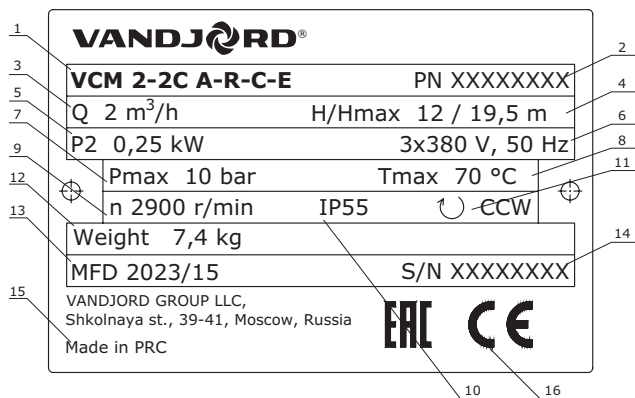 VANDJORD®
1
2
VCM 2-2C A-R-C-E PN XXXXXXXX
3
4
Q 2 m³/h H/Hmax 12 / 19,5 m
5
6
P2 0,25 kW 3x380 V, 50 Hz
7
8
Pmax 10 bar Tmax 70 °C
9
11
n 2900 r/min IP55 CCW
12
Weight 7,4 kg
13
14
MFD 2023/15 S/N XXXXXXXX
15
VANDJORD GROUP LLC,
Shkolnaya st., 39-41, Moscow, Russia
Made in PRC
EAC CE
10
16